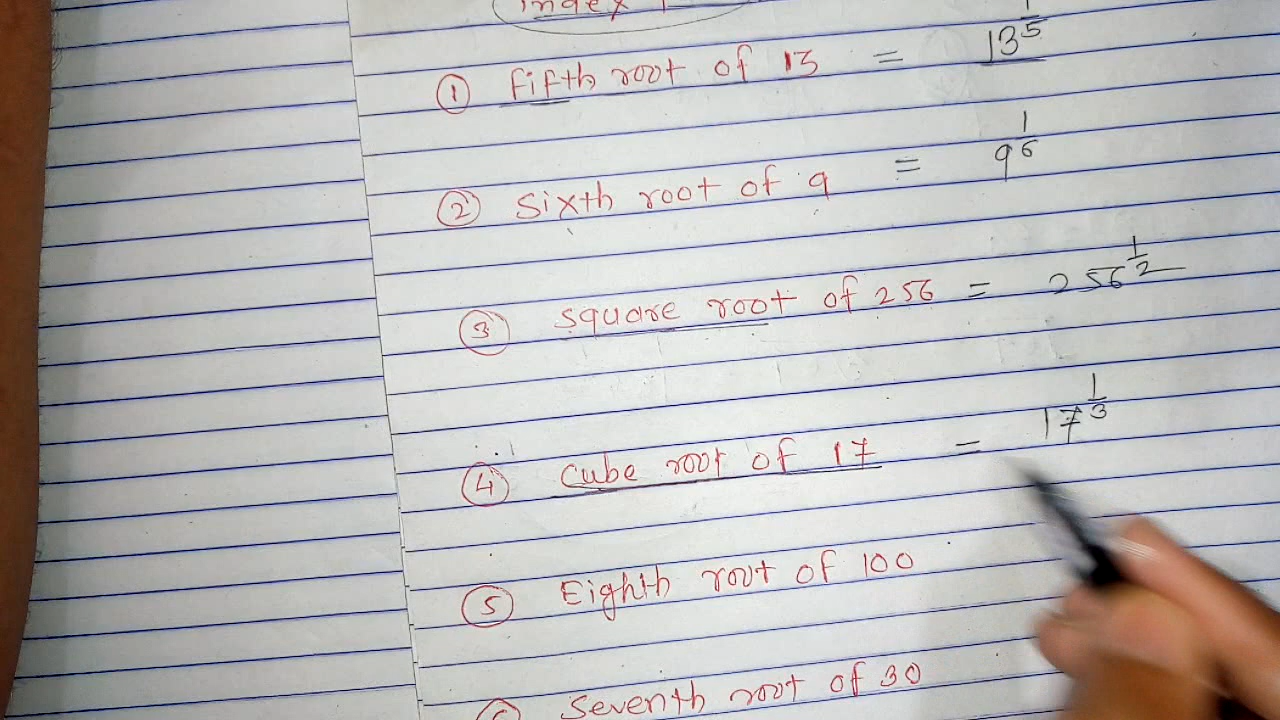 index
① Fifth root of 13 = 13^(1/5)
② Sixth root of 9 = 9^(1/6)
③ Square root of 256 = 256^(1/2)
④ Cube root of 17 = 17^(1/3)
⑤ Eighth root of 100
Seventh root of 30